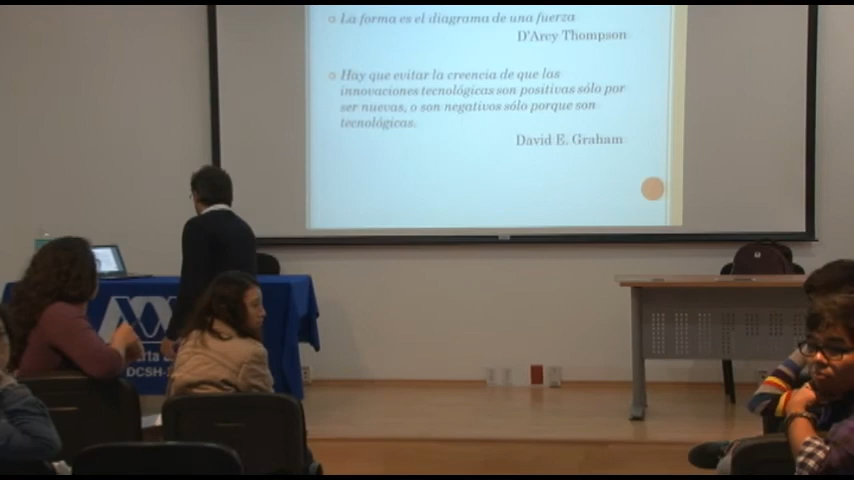 La forma es el diagrama de una fuerza
D'Arcy Thompson
Hay que evitar la creencia de que las
innovaciones tecnológicas son positivas sólo por
ser nuevas, o son negativos sólo porque son
tecnológicas.
David E. Graham
DCSH-